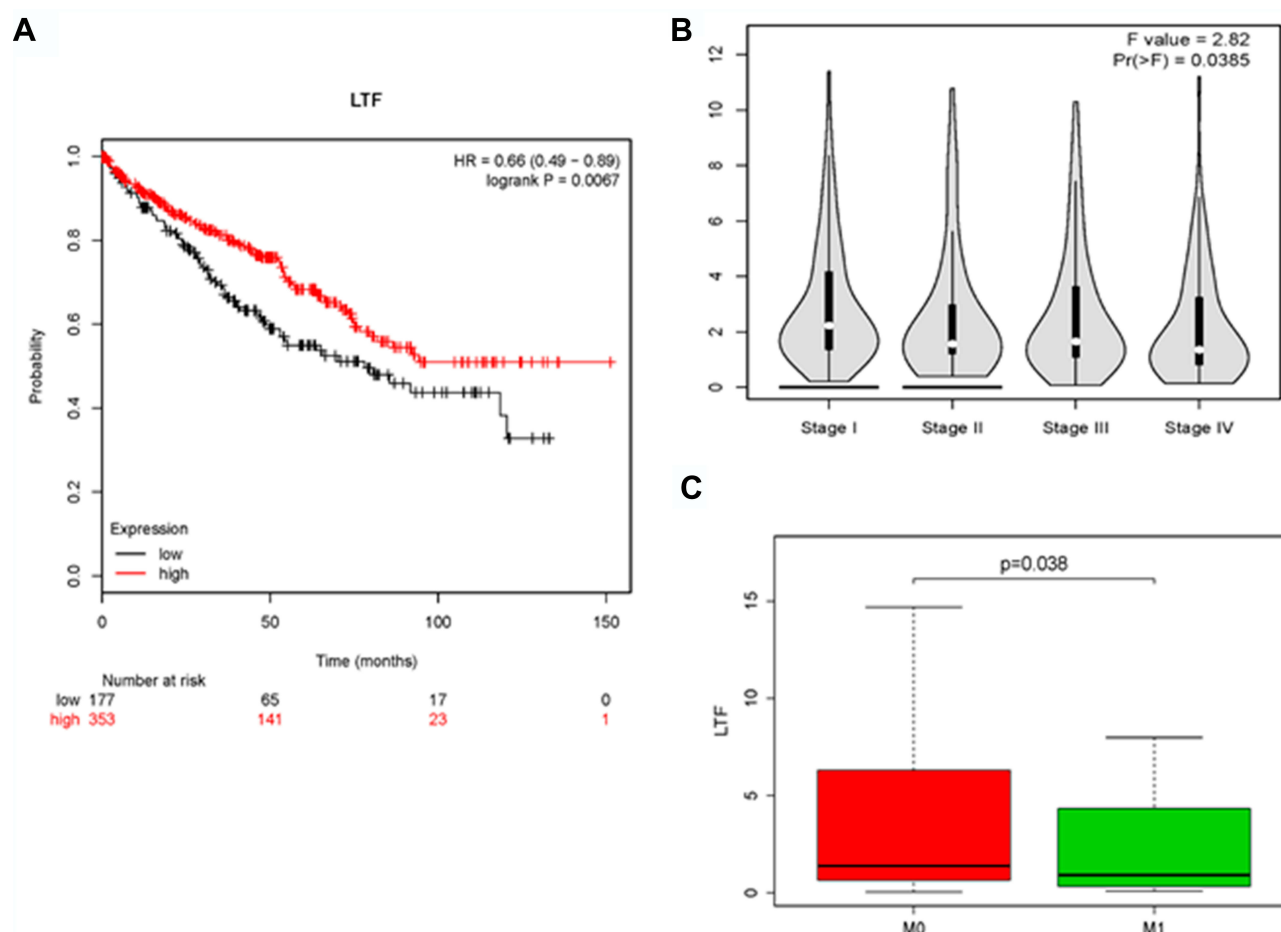 A
LTF
HR = 0.66 (0.49 − 0.89)
logrank P = 0.0067
1.0
0.8
0.6
0.4
0.2
0.0
Probability
Expression
low
high
0 50 100 150
Time (months)
Number at risk
low 177 65 17 0
high 353 141 23 1
B
F value = 2.82
Pr(>F) = 0.0385
12
10
8
6
4
2
0
Stage I Stage II Stage III Stage IV
C
p=0.038
15
10
5
0
LTF
M0 M1